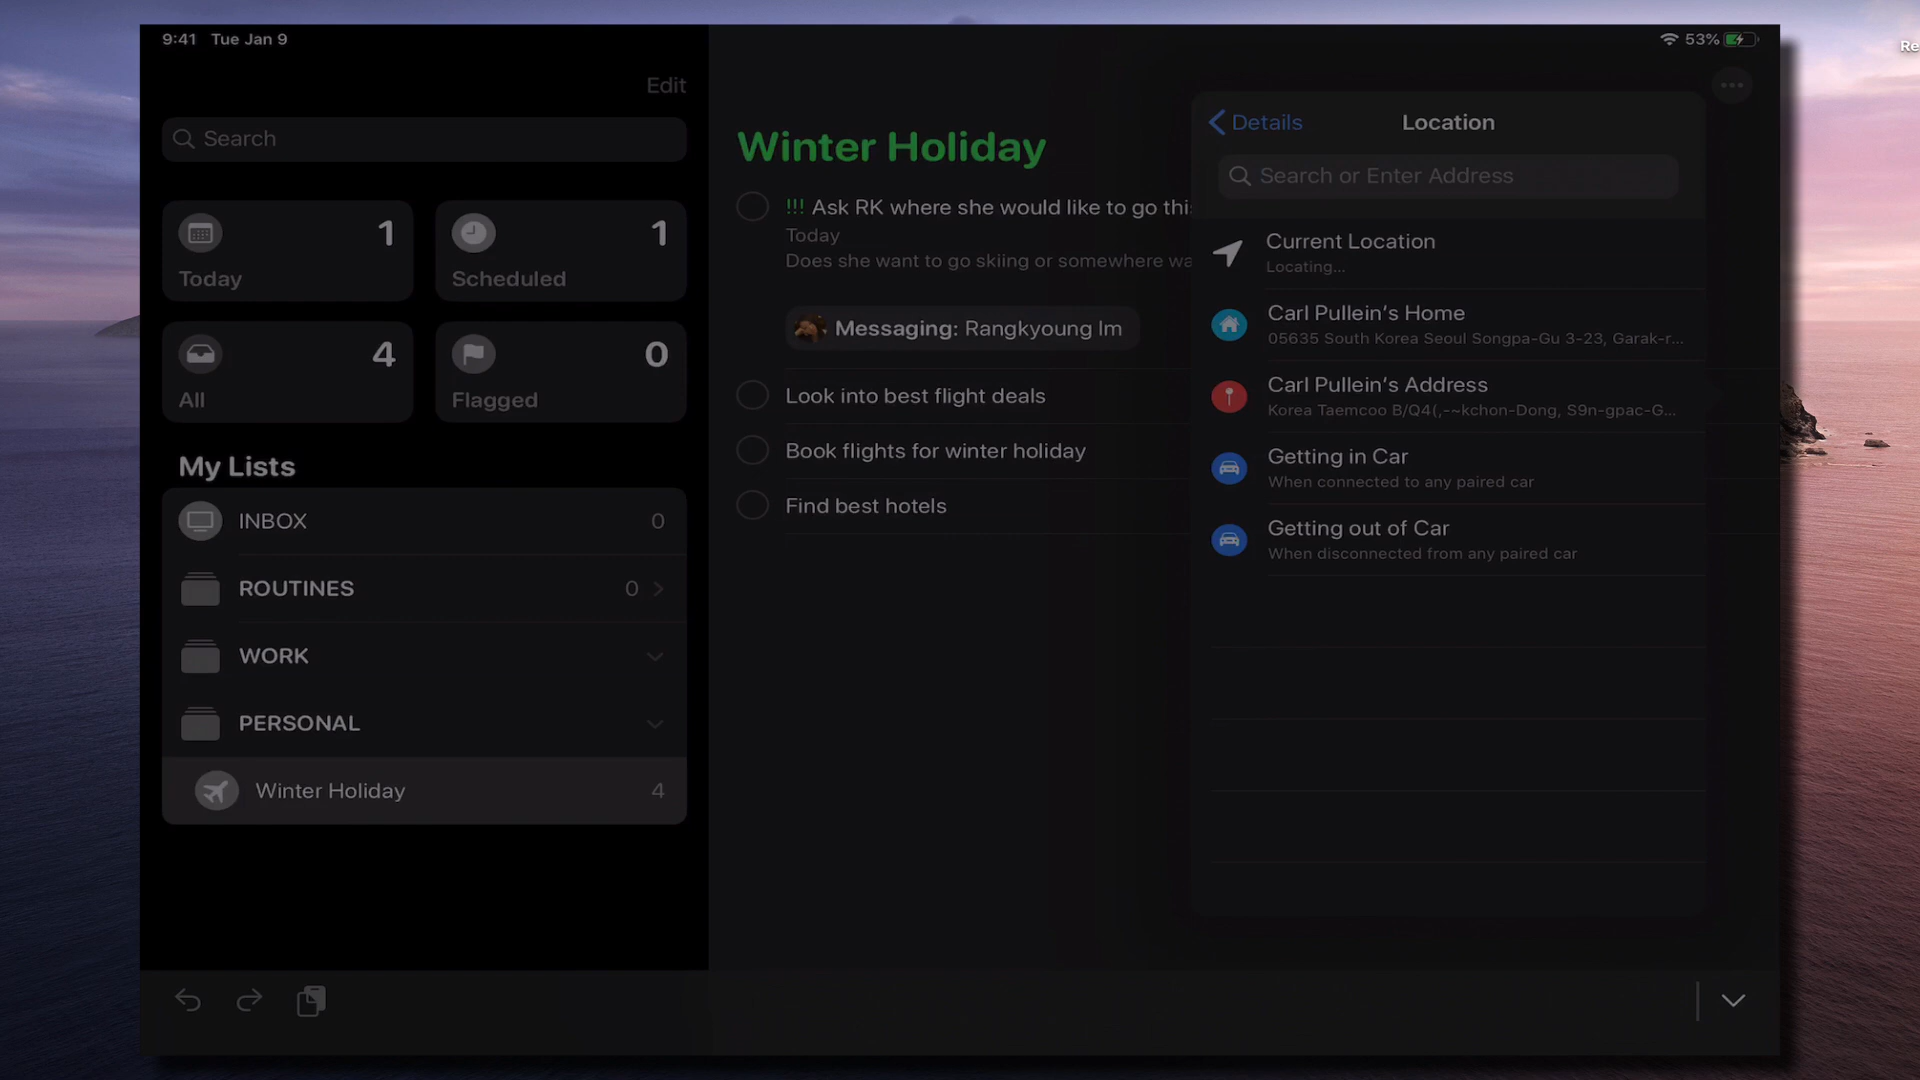 9:41 Tue Jan 9
53%
Re
Edit
Search
1
Today
1
Scheduled
4
All
0
Flagged
My Lists
INBOX 0
ROUTINES 0
WORK
PERSONAL
Winter Holiday 4
Winter Holiday
!!! Ask RK where she would like to go thi
Today
Does she want to go skiing or somewhere wa
Messaging: Rangkyoung Im
Look into best flight deals
Book flights for winter holiday
Find best hotels
Details Location
Search or Enter Address
Current Location
Locating...
Carl Pullein's Home
05635 South Korea Seoul Songpa-Gu 3-23, Garak-r...
Carl Pullein's Address
Korea
Getting in Car
When connected to any paired car
Getting out of Car
When disconnected from any paired car